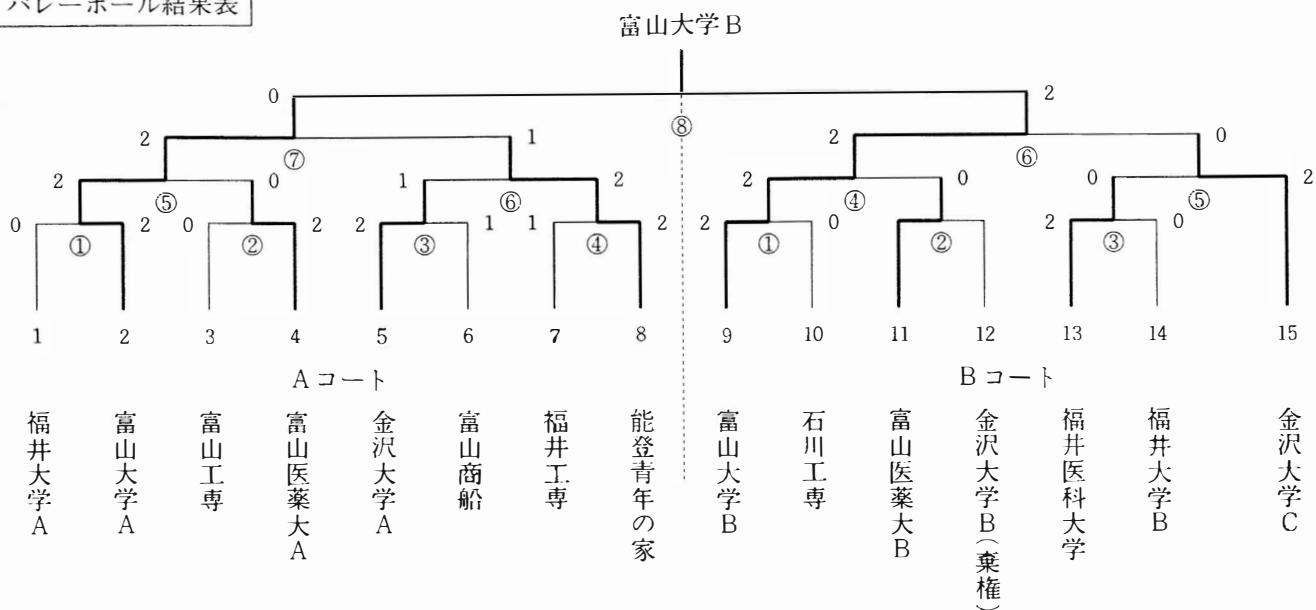 バレーボール結果表
富山大学B
0 2
⑧
2 1 2 0
⑦ ⑥
2 0 1 2 2 0 0 2
⑤ ⑥ ④ ⑤
0 2 0 2 2 1 1 2 2 0 2 0
① ② ③ ④ ① ② ③
1 2 3 4 5 6 7 8 9 10 11 12 13 14 15
Aコート Bコート
福井大学A
富山大学A
富山工専
富山医薬大A
金沢大学A
富山商船
福井工専
能登青年の家
富山大学B
石川工専
富山医薬大B
金沢大学B(棄権)
福井医科大学
福井大学B
金沢大学C